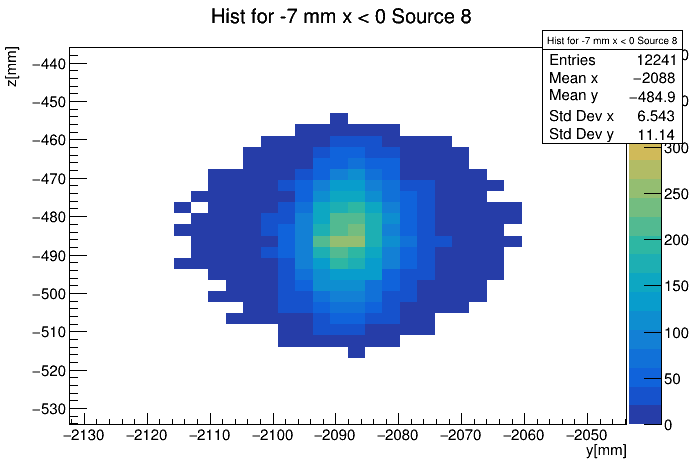 Hist for -7 mm x < 0 Source 8
z[mm]
Hist for -7 mm x < 0 Source 8
Entries 12241
Mean x −2088
Mean y −484.9
Std Dev x 6.543
Std Dev y 11.14
−440
−450
−460
−470
−480
−490
−500
−510
−520
−530
300
250
200
150
100
50
0
−2130 −2120 −2110 −2100 −2090 −2080 −2070 −2060 −2050
y[mm]